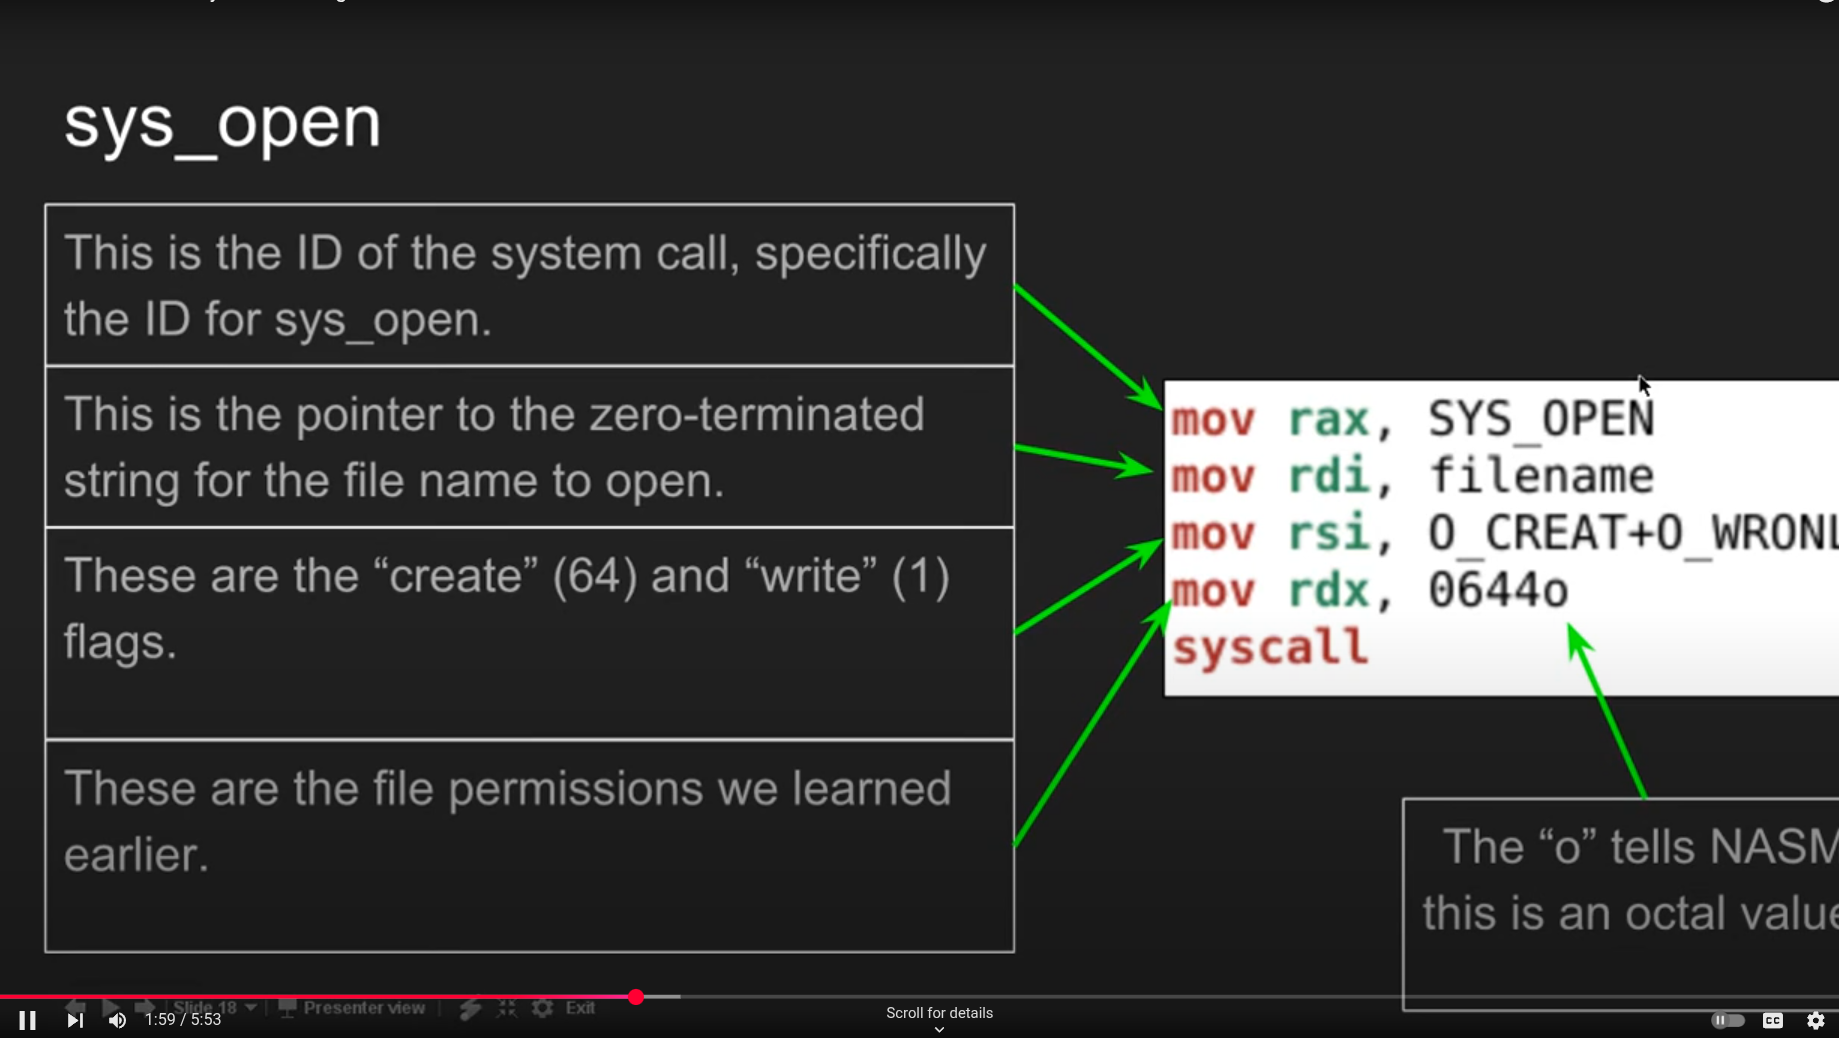 sys_open
This is the ID of the system call, specifically
the ID for sys_open.
This is the pointer to the zero-terminated
string for the file name to open.
These are the “create” (64) and “write” (1)
flags.
These are the file permissions we learned
earlier.
mov rax, SYS_OPEN
mov rdi, filename
mov rsi, O_CREAT+O_WRONL
mov rdx, 0644o
syscall
The “o” tells NASM
this is an octal value
Slide 18 Presenter view Exit
1:59 / 5:53
Scroll for details
CC